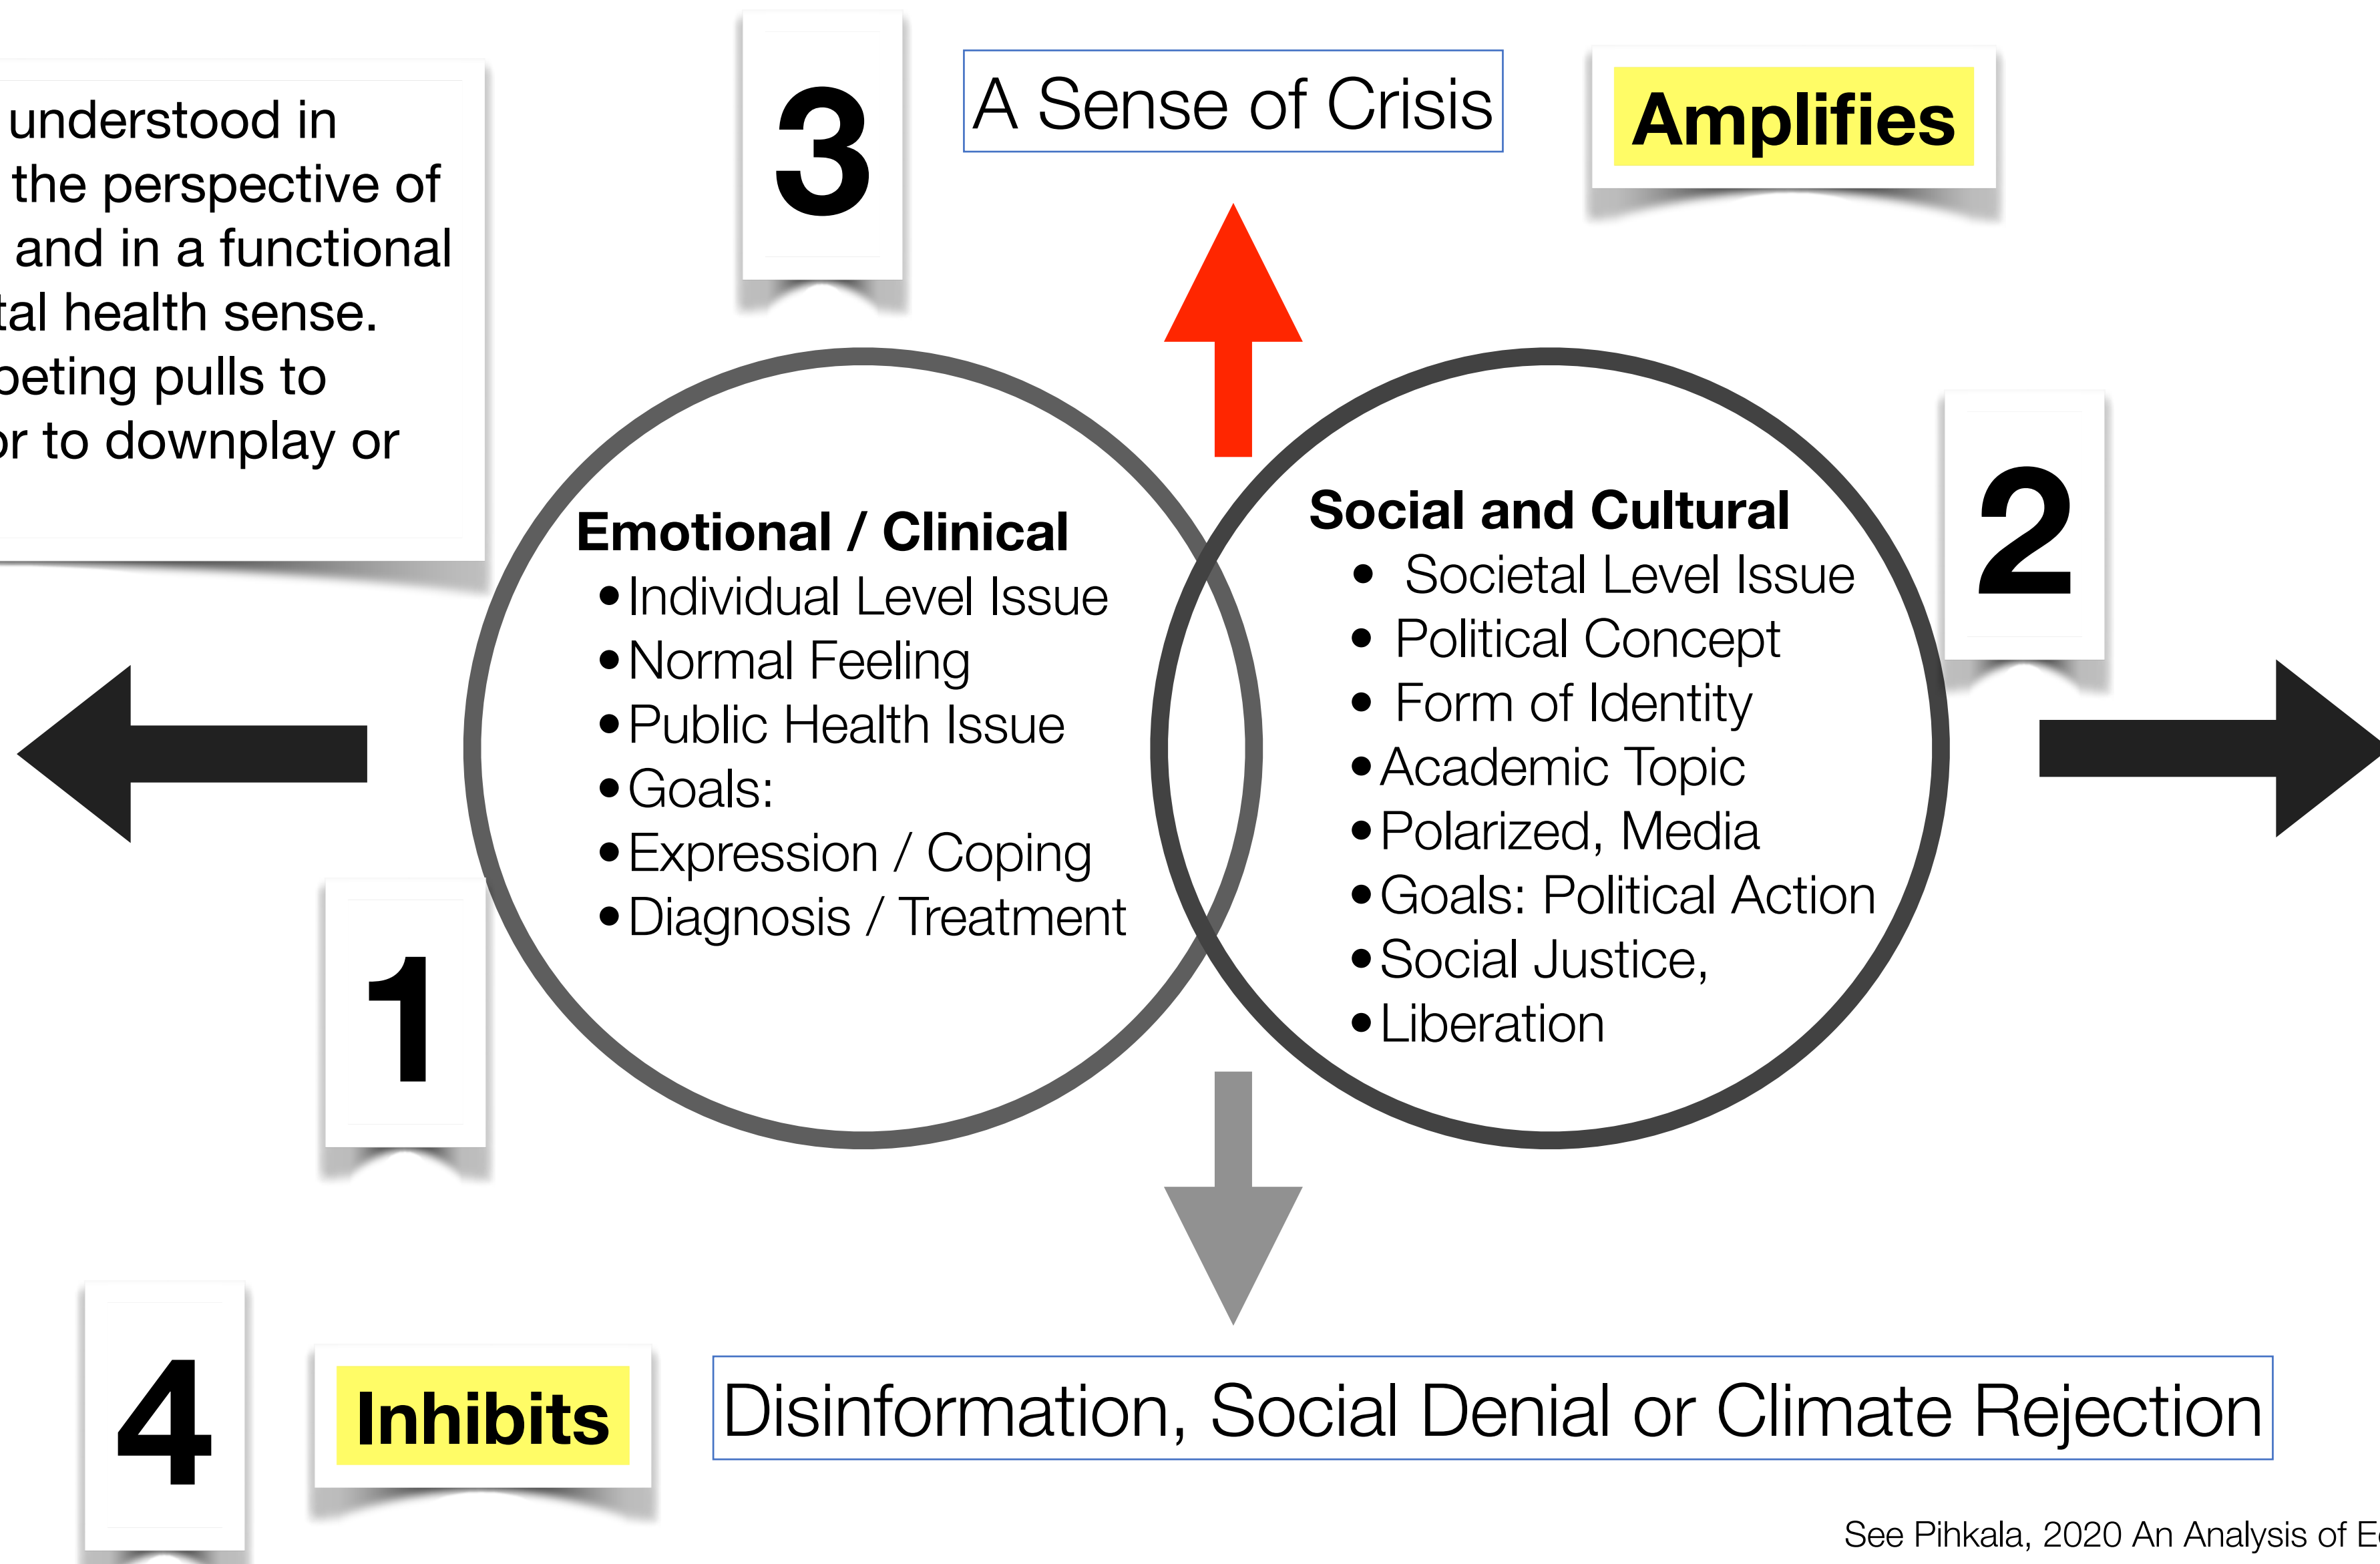 understood in
the perspective of
and in a functional
health sense.
pulls to
or to downplay or
3
A Sense of Crisis
Amplifies
Emotional / Clinical
•Individual Level Issue
•Normal Feeling
•Public Health Issue
•Goals:
•Expression / Coping
•Diagnosis / Treatment
Social and Cultural
• Societal Level Issue
• Political Concept
• Form of Identity
•Academic Topic
•Polarized, Media
•Goals: Political Action
•Social Justice,
•Liberation
2
1
4
Inhibits
Disinformation, Social Denial or Climate Rejection
See Pihkala, 2020 An Analysis of